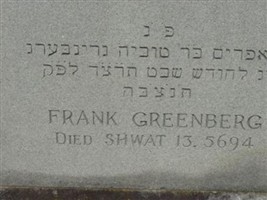 פ נ
אפרים בר טוביה גרינבערג
לחודש שבט תרצד לפק
תנצבה
FRANK GREENBERG
DIED SHWAT 13, 5694